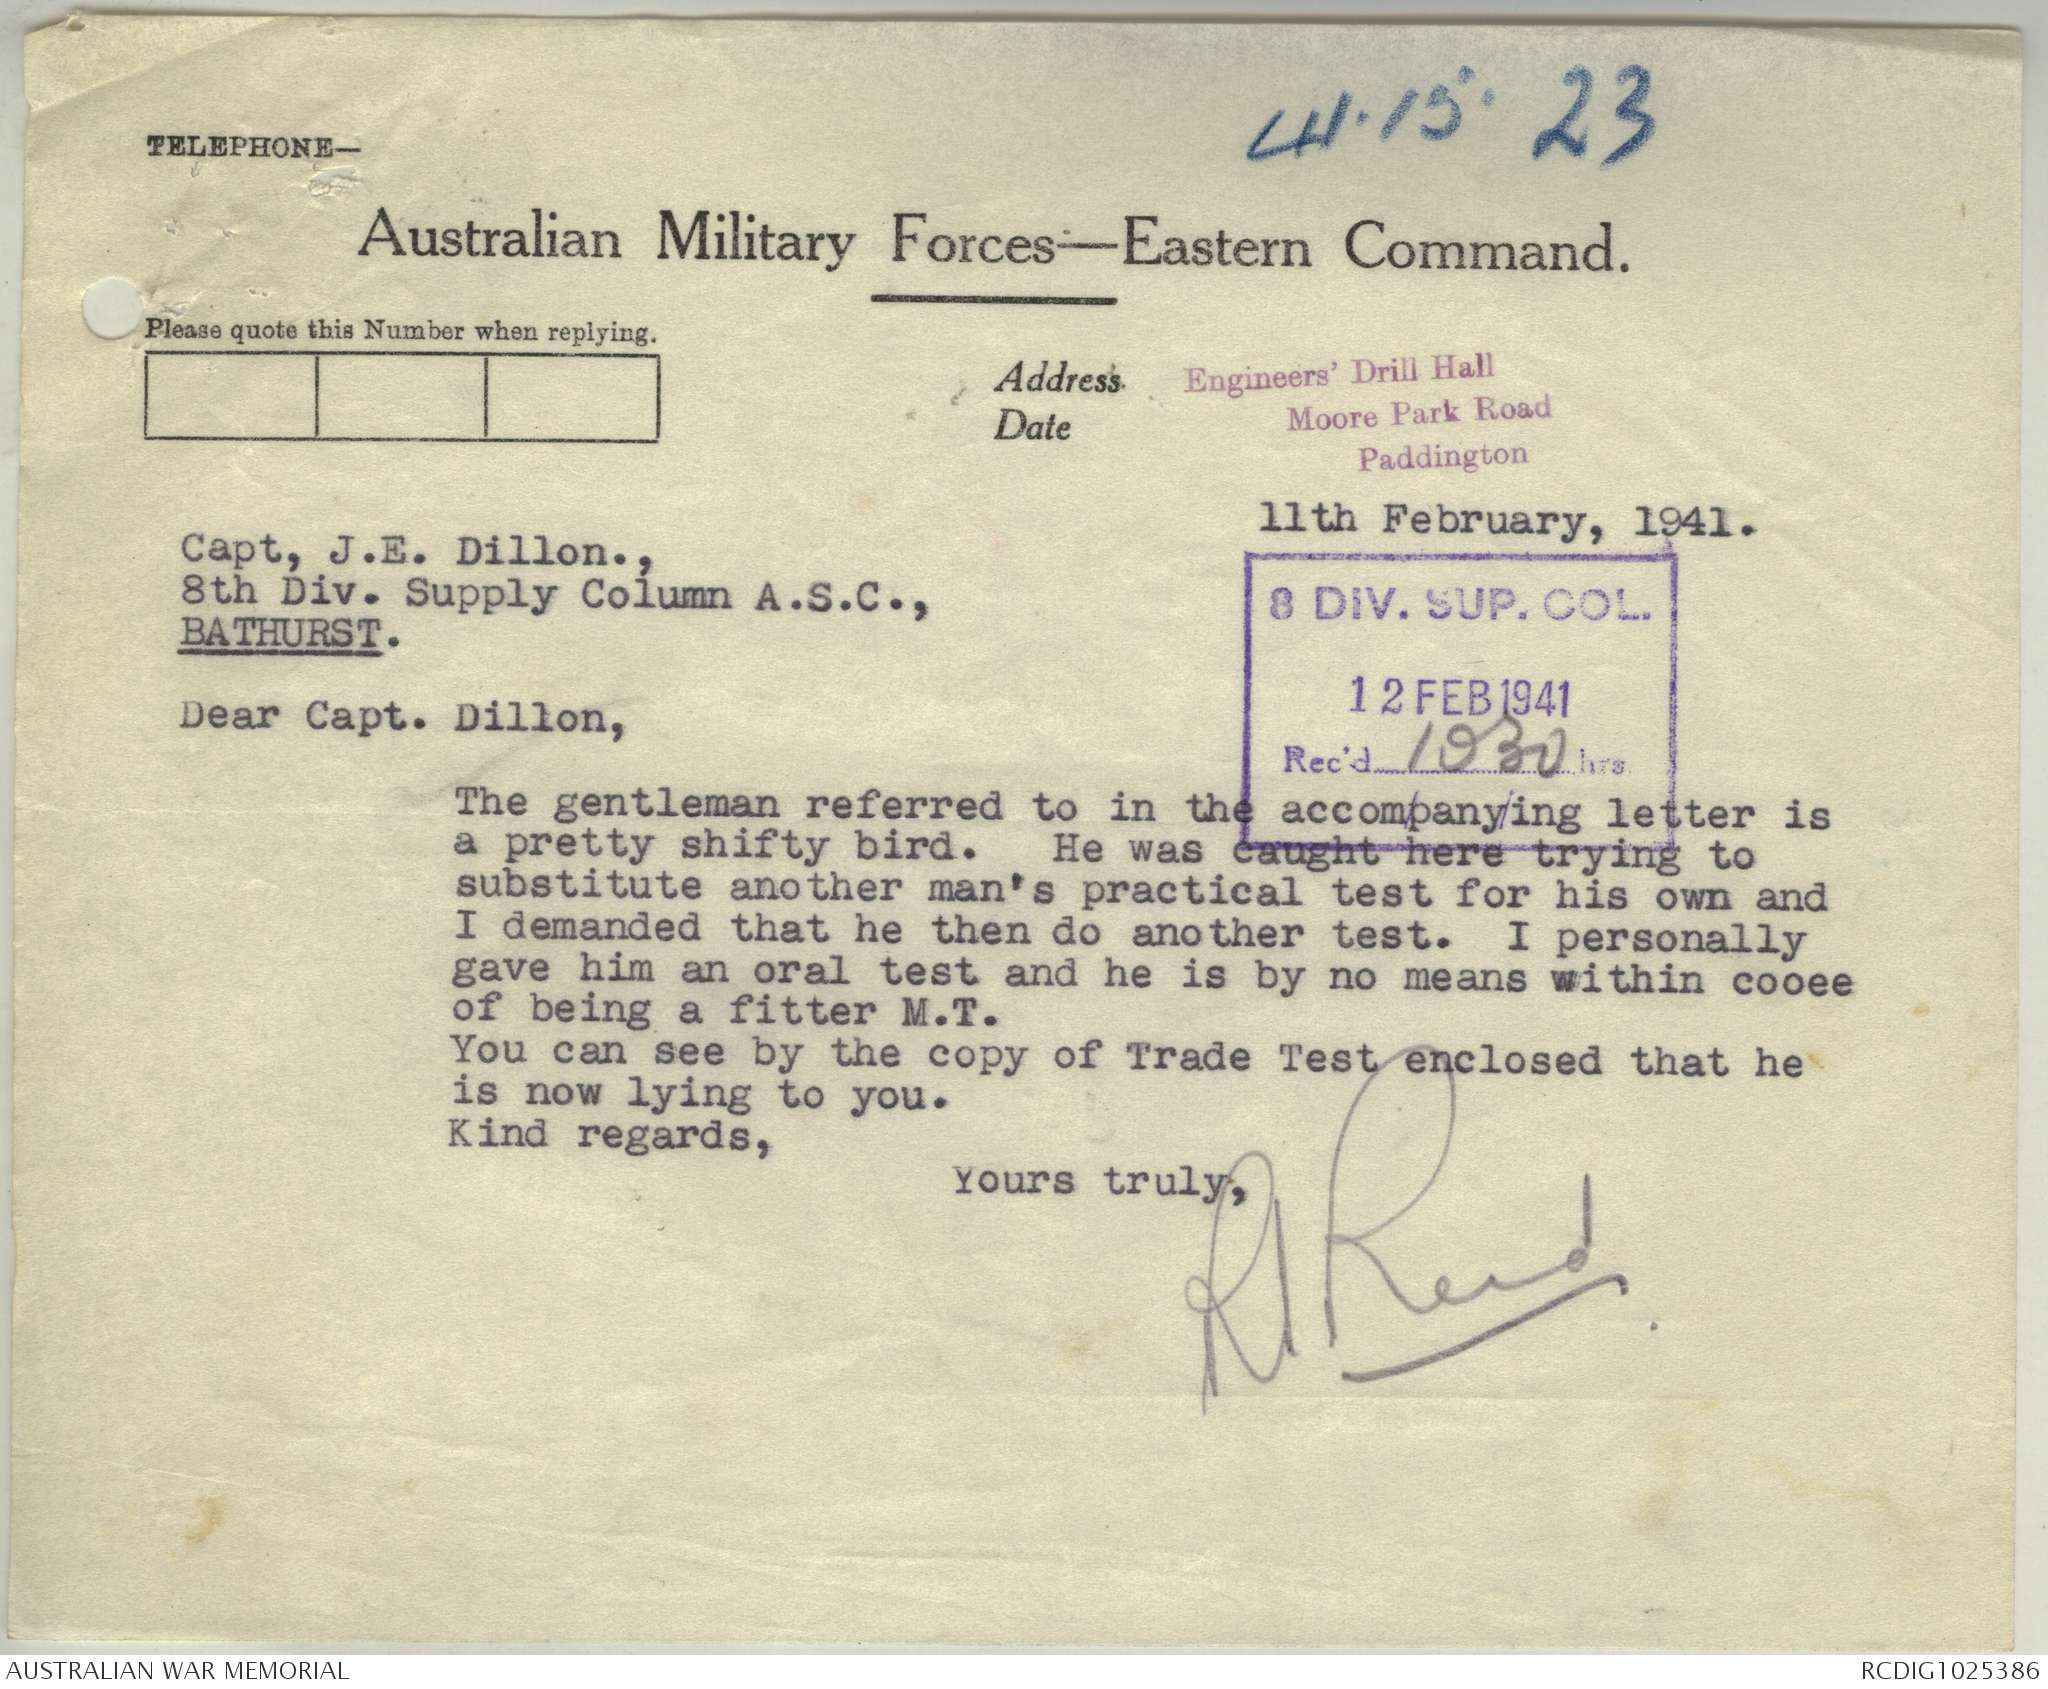 41.15. 23
TELEPHONE—
Australian Military Forces—Eastern Command.
Please quote this Number when replying.
Address Engineers' Drill Hall
Date Moore Park Road
Paddington
11th February, 1941.
Capt, J.E. Dillon.,
8th Div. Supply Column A.S.C.,
BATHURST.
8 DIV. SUP. COL.
12 FEB 1941
Rec'd 1030 hrs
Dear Capt. Dillon,
The gentleman referred to in the accompanying letter is
a pretty shifty bird. He was caught here trying to
substitute another man's practical test for his own and
I demanded that he then do another test. I personally
gave him an oral test and he is by no means within cooee
of being a fitter M.T.
You can see by the copy of Trade Test enclosed that he
is now lying to you.
Kind regards,
Yours truly,
AUSTRALIAN WAR MEMORIAL
RCDIG1025386